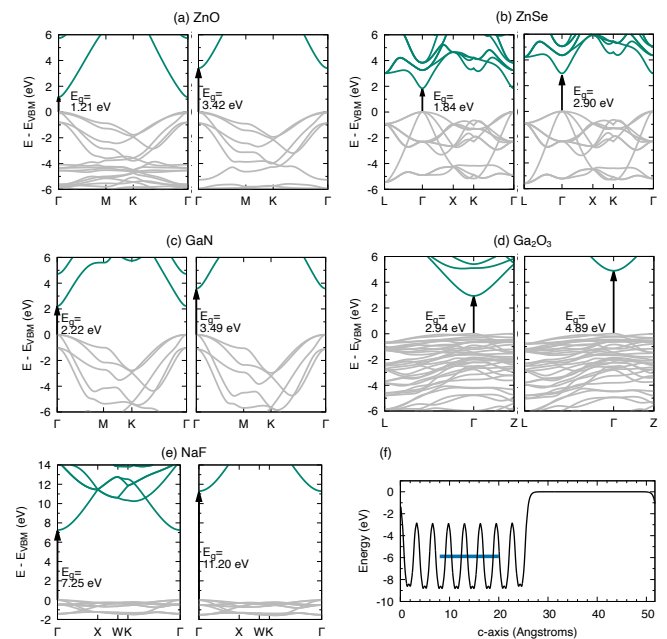 (a) ZnO
E - E_VBM (eV)
6
4
2
0
-2
-4
-6
E_g=
1.21 eV
E_g=
3.42 eV
Γ M K Γ Γ M K Γ
(b) ZnSe
E - E_VBM (eV)
6
4
2
0
-2
-4
-6
E_g=
1.84 eV
E_g=
2.90 eV
L Γ X K Γ L Γ X K Γ
(c) GaN
E - E_VBM (eV)
6
4
2
0
-2
-4
-6
E_g=
2.22 eV
E_g=
3.49 eV
Γ M K Γ Γ M K Γ
(d) Ga₂O₃
E - E_VBM (eV)
6
4
2
0
-2
-4
-6
E_g=
2.94 eV
E_g=
4.89 eV
L Γ Z L Γ Z
(e) NaF
E - E_VBM (eV)
14
12
10
8
6
4
2
0
-2
E_g=
7.25 eV
E_g=
11.20 eV
Γ X WK Γ Γ X WK Γ
(f)
Energy (eV)
0
-2
-4
-6
-8
-10
0 10 20 30 40 50
c-axis (Angstroms)